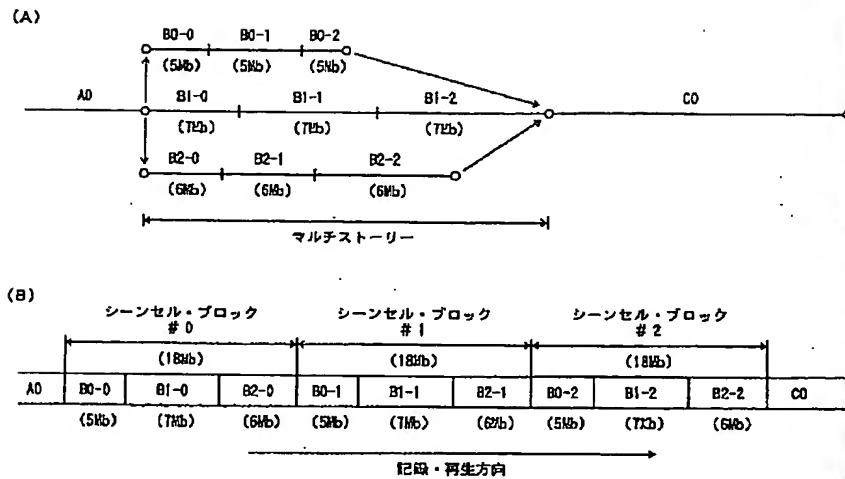 (A)
B0-0 B0-1 B0-2
(5Mb) (5Mb) (5Mb)
A0 B1-0 B1-1 B1-2 C0
(7Mb) (7Mb) (7Mb)
B2-0 B2-1 B2-2
(6Mb) (6Mb) (6Mb)
マルチストーリー
(B)
シーンセル・ブロック シーンセル・ブロック シーンセル・ブロック
#0 #1 #2
(18Mb) (18Mb) (18Mb)
A0 B0-0 B1-0 B2-0 B0-1 B1-1 B2-1 B0-2 B1-2 B2-2 C0
(5Mb) (7Mb) (6Mb) (5Mb) (7Mb) (6Mb) (5Mb) (7Mb) (6Mb)
記録・再生方向